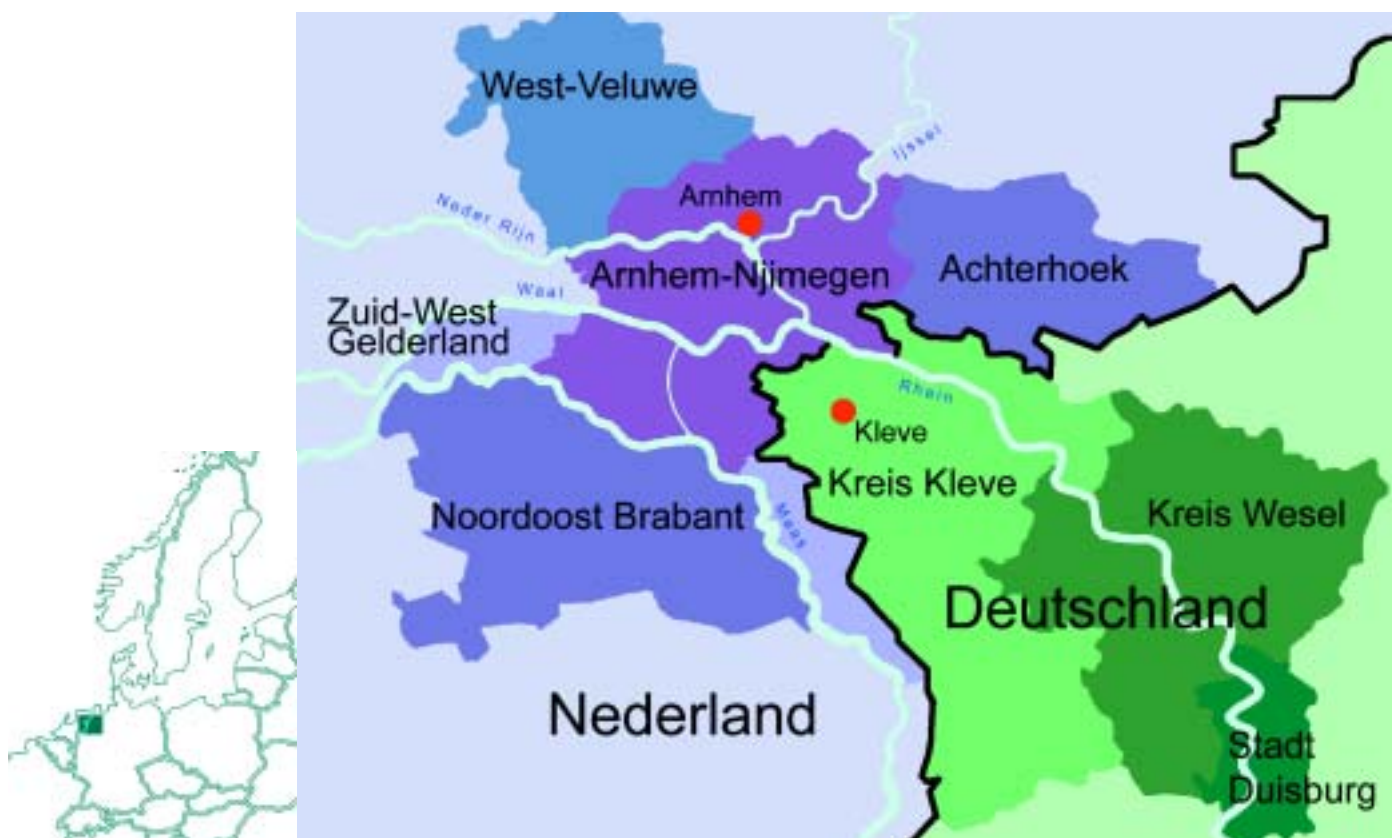 West-Veluwe
Ijssel
Arnhem
Neder Rijn
Arnhem-Njimegen
Achterhoek
Waal
Zuid-West
Gelderland
Rhein
Kleve
Kreis Kleve
Noordoost Brabant
Maas
Kreis Wesel
Deutschland
Nederland
Stadt
Duisburg